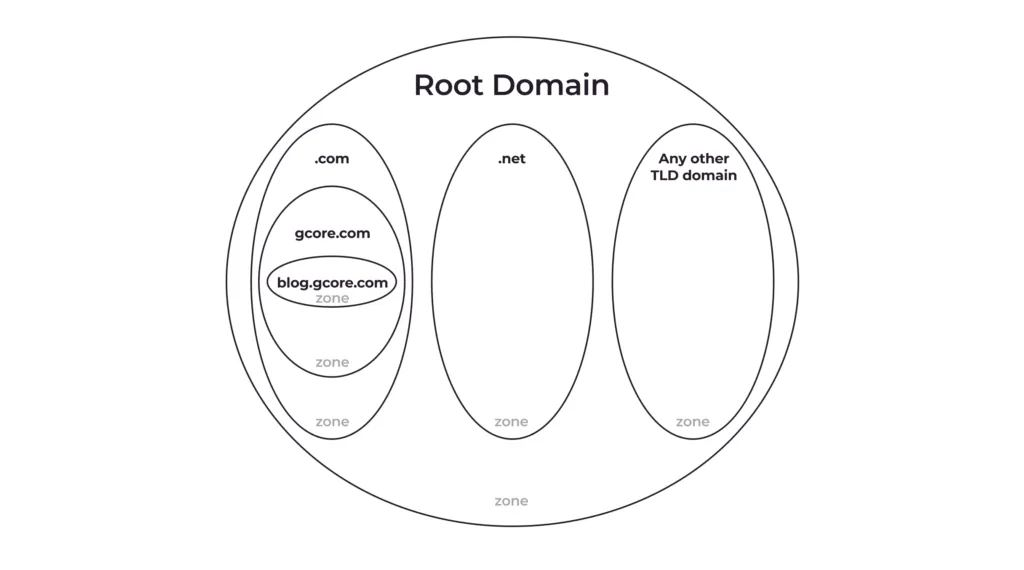 Root Domain
.com
.net
Any other
TLD domain
gcore.com
blog.gcore.com
zone
zone
zone
zone
zone
zone